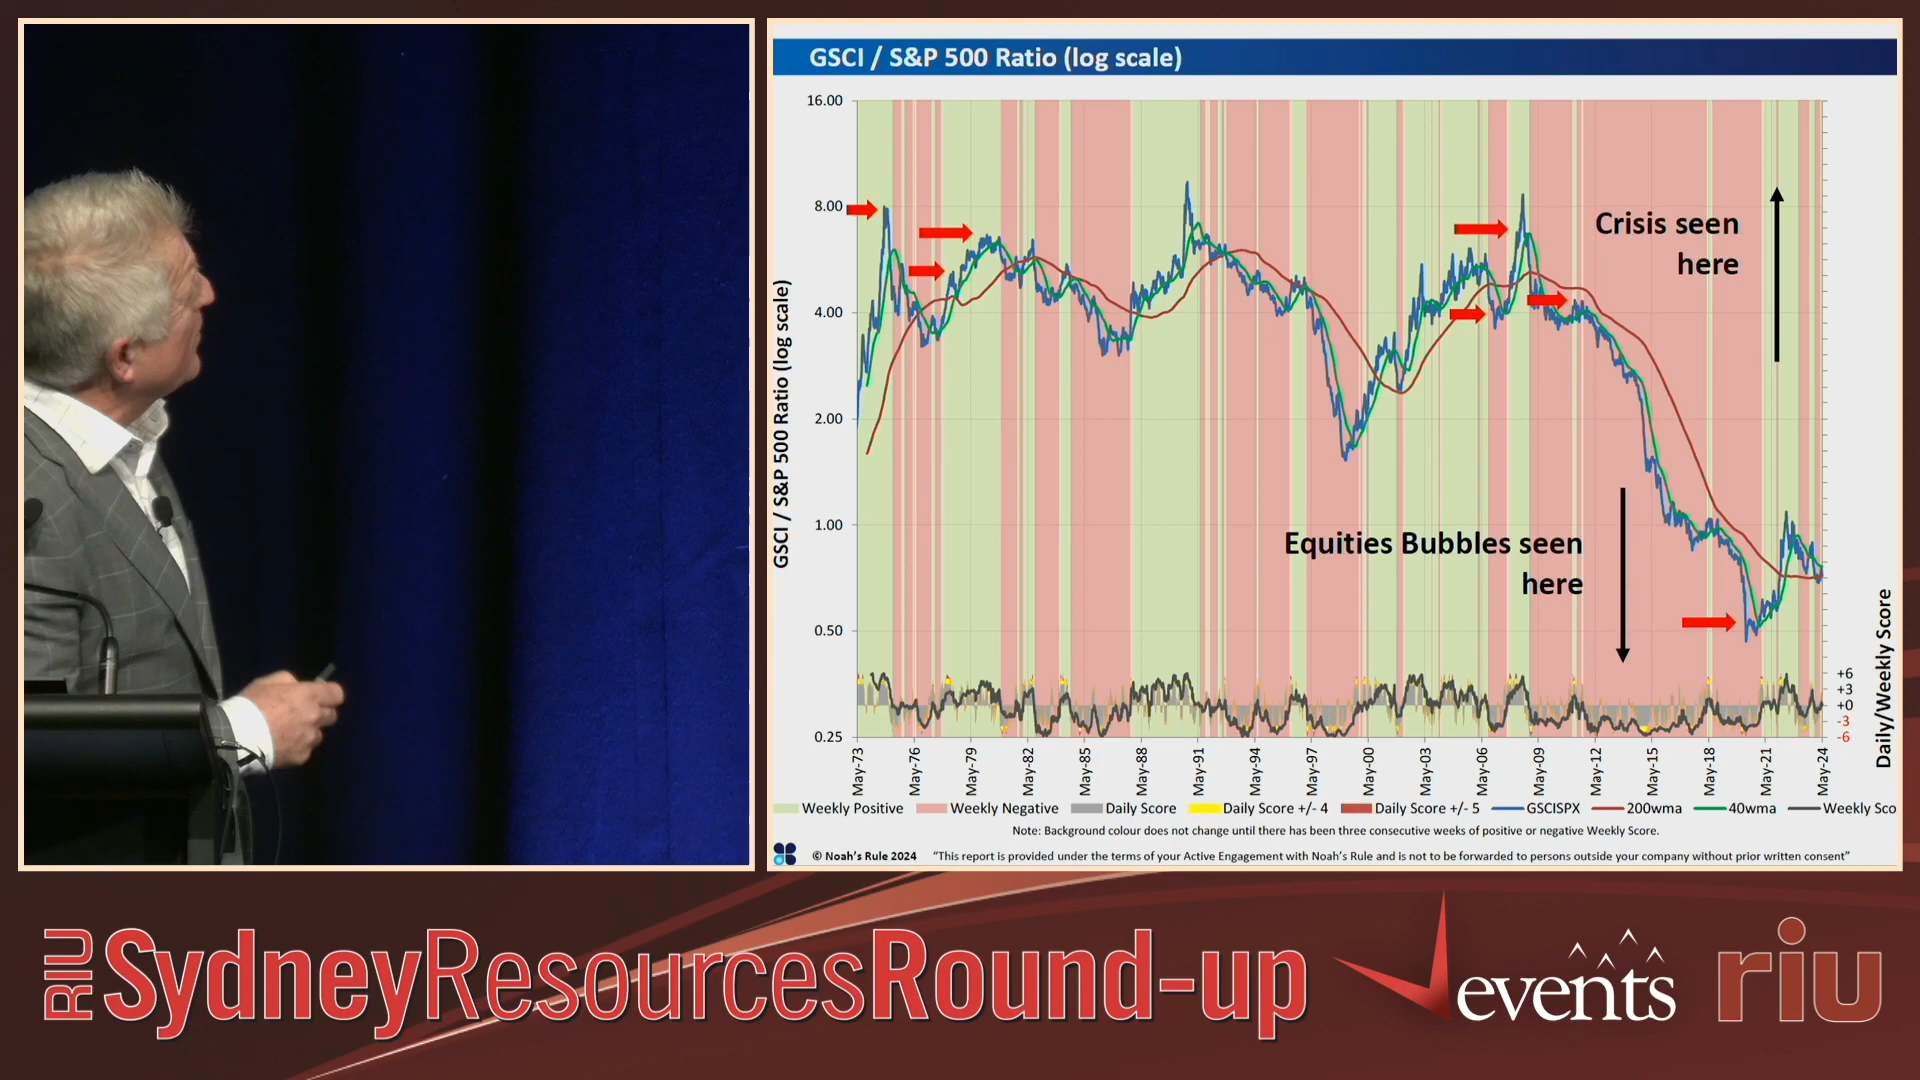 GSCI / S&P 500 Ratio (log scale)
GSCI / S&P 500 Ratio (log scale)
16.00
8.00
4.00
2.00
1.00
0.50
0.25
Crisis seen
here
Equities Bubbles seen
here
+6
+3
+0
-3
-6
Daily/Weekly Score
May-73
May-76
May-79
May-82
May-85
May-88
May-91
May-94
May-97
May-00
May-03
May-06
May-09
May-12
May-15
May-18
May-21
May-24
Weekly Positive Weekly Negative Daily Score Daily Score +/- 4 Daily Score +/- 5 GSCISPX 200wma 40wma Weekly Sco
Note: Background colour does not change until there has been three consecutive weeks of positive or negative Weekly Score.
© Noah's Rule 2024 "This report is provided under the terms of your Active Engagement with Noah's Rule and is not to be forwarded to persons outside your company without prior written consent"
RIU SydneyResourcesRound-up
events
riu